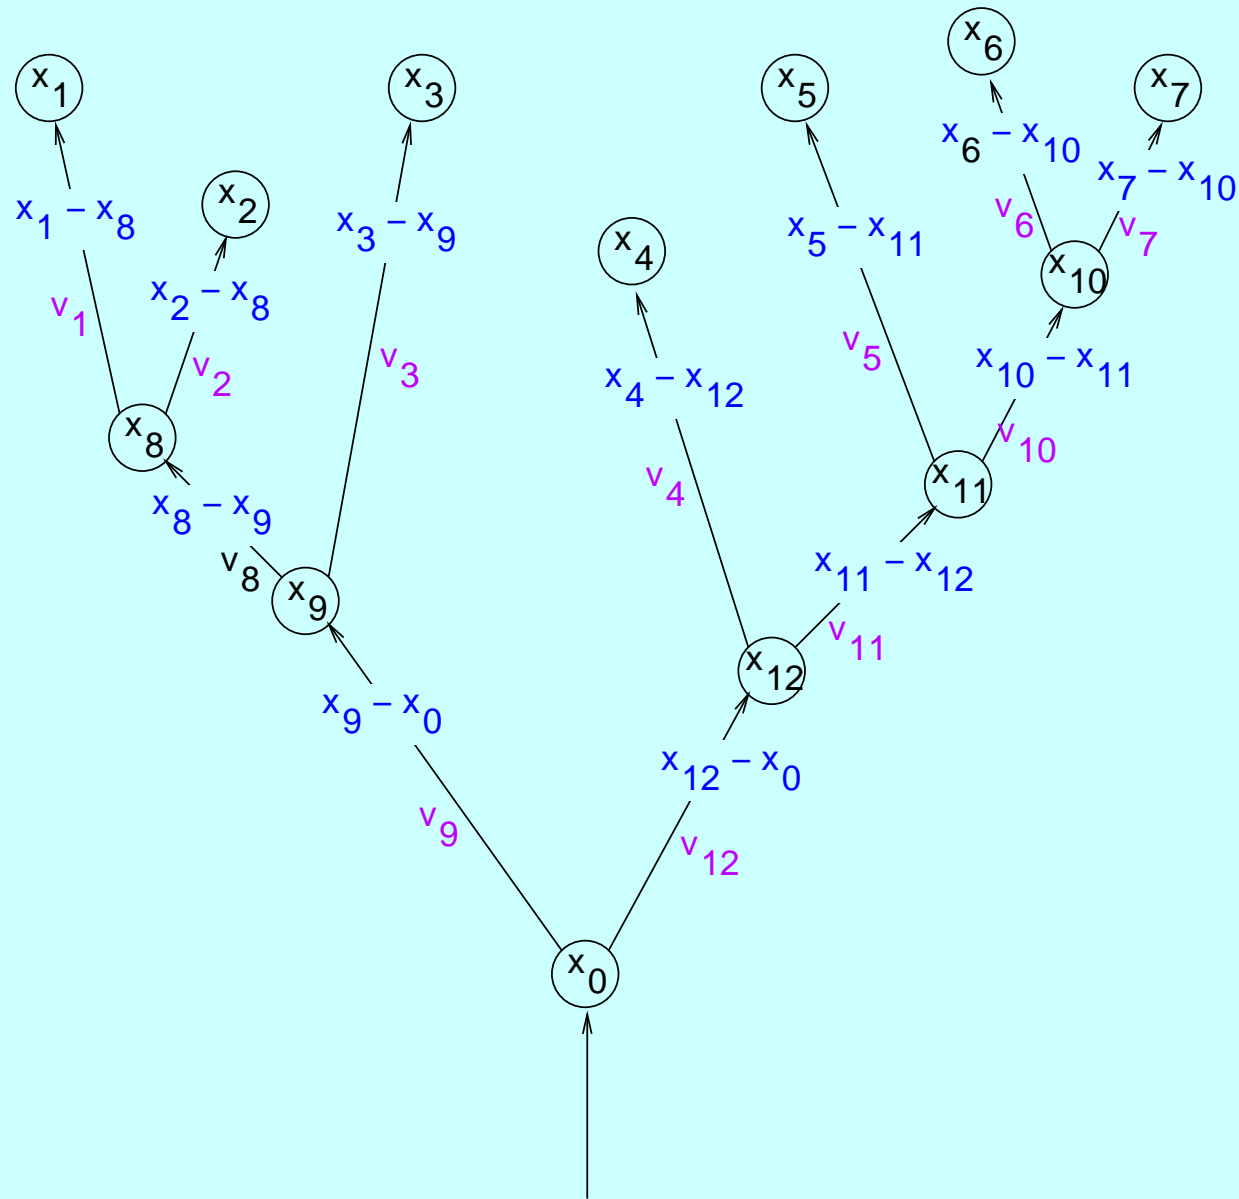 x6
x1
x3
x5
x7
x6 – x10
x7 – x10
x2
x1 – x8
x3 – x9
x5 – x11
v6
v7
x4
x10
x2 – x8
v1
v2
v3
v5
x10 – x11
x4 – x12
x8
v10
v4
x11
x8 – x9
v8
x11 – x12
x9
v11
x12
x9 – x0
x12 – x0
v9
v12
x0